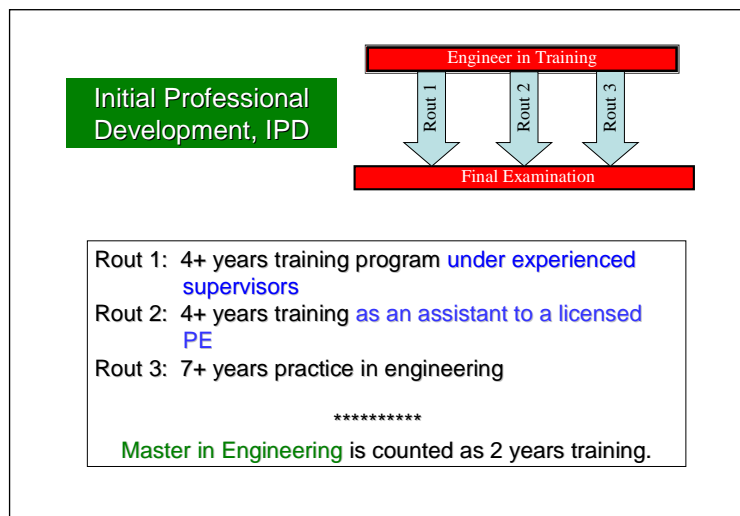 Engineer in Training
Initial Professional
Development, IPD
Rout 1
Rout 2
Rout 3
Final Examination
Rout 1: 4+ years training program under experienced
supervisors
Rout 2: 4+ years training as an assistant to a licensed
PE
Rout 3: 7+ years practice in engineering
**********
Master in Engineering is counted as 2 years training.